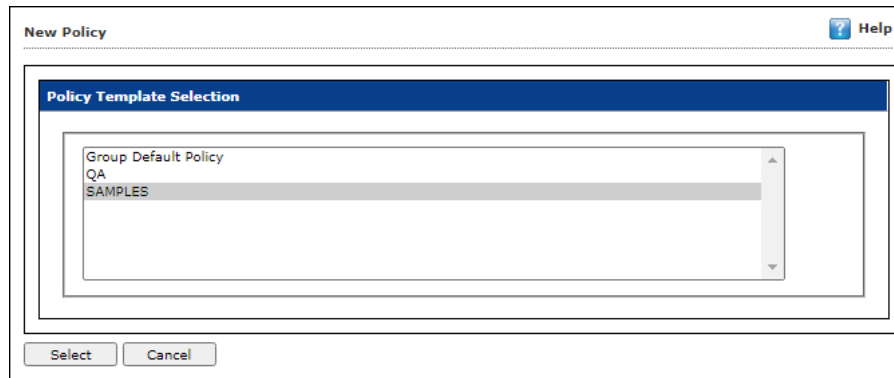 New Policy
? Help
Policy Template Selection
Group Default Policy
QA
SAMPLES
Select Cancel